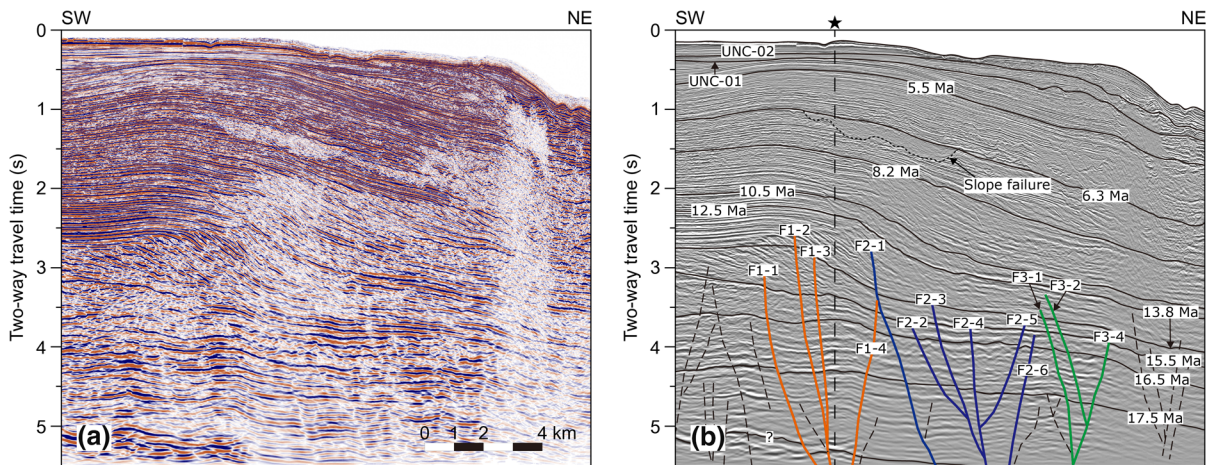 SW
NE
0
1
2
3
4
5
Two-way travel time (s)
(a)
0 1 2 4 km
SW
NE
0
1
2
3
4
5
Two-way travel time (s)
UNC-02
UNC-01
5.5 Ma
8.2 Ma
Slope failure
6.3 Ma
10.5 Ma
12.5 Ma
F1-2
F1-3
F2-1
F1-1
F3-1
F3-2
F2-3
F2-2
F2-4
F2-5
F1-4
F3-4
F2-6
13.8 Ma
15.5 Ma
16.5 Ma
17.5 Ma
?
(b)